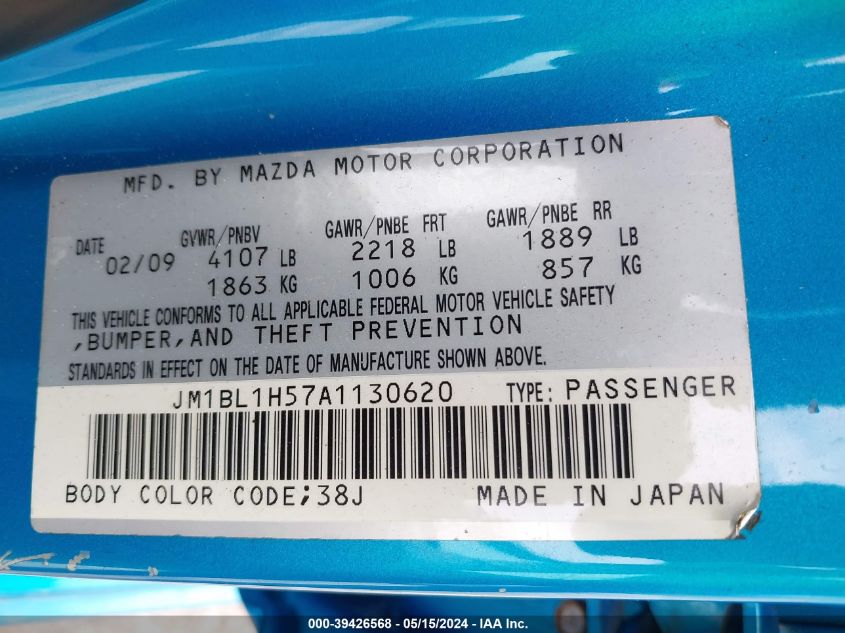 MFD. BY MAZDA MOTOR CORPORATION
DATE GVWR/PNBV GAWR/PNBE FRT GAWR/PNBE RR
02/09 4107 LB 2218 LB 1889 LB
1863 KG 1006 KG 857 KG
THIS VEHICLE CONFORMS TO ALL APPLICABLE FEDERAL MOTOR VEHICLE SAFETY
,BUMPER,AND THEFT PREVENTION
STANDARDS IN EFFECT ON THE DATE OF MANUFACTURE SHOWN ABOVE.
JM1BL1H57A1130620 TYPE: PASSENGER
BODY COLOR CODE;38J MADE IN JAPAN
000-39426568 - 05/15/2024 - IAA Inc.